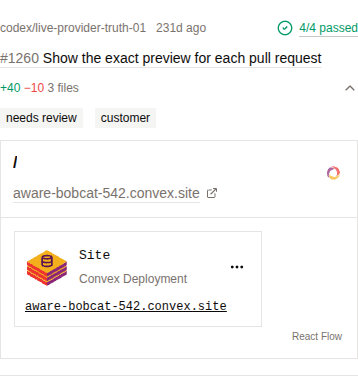 codex/live-provider-truth-01 231d ago 4/4 passed
#1260 Show the exact preview for each pull request
+40 −10 3 files
needs review customer
/
aware-bobcat-542.convex.site
Site
Convex Deployment
aware-bobcat-542.convex.site
React Flow